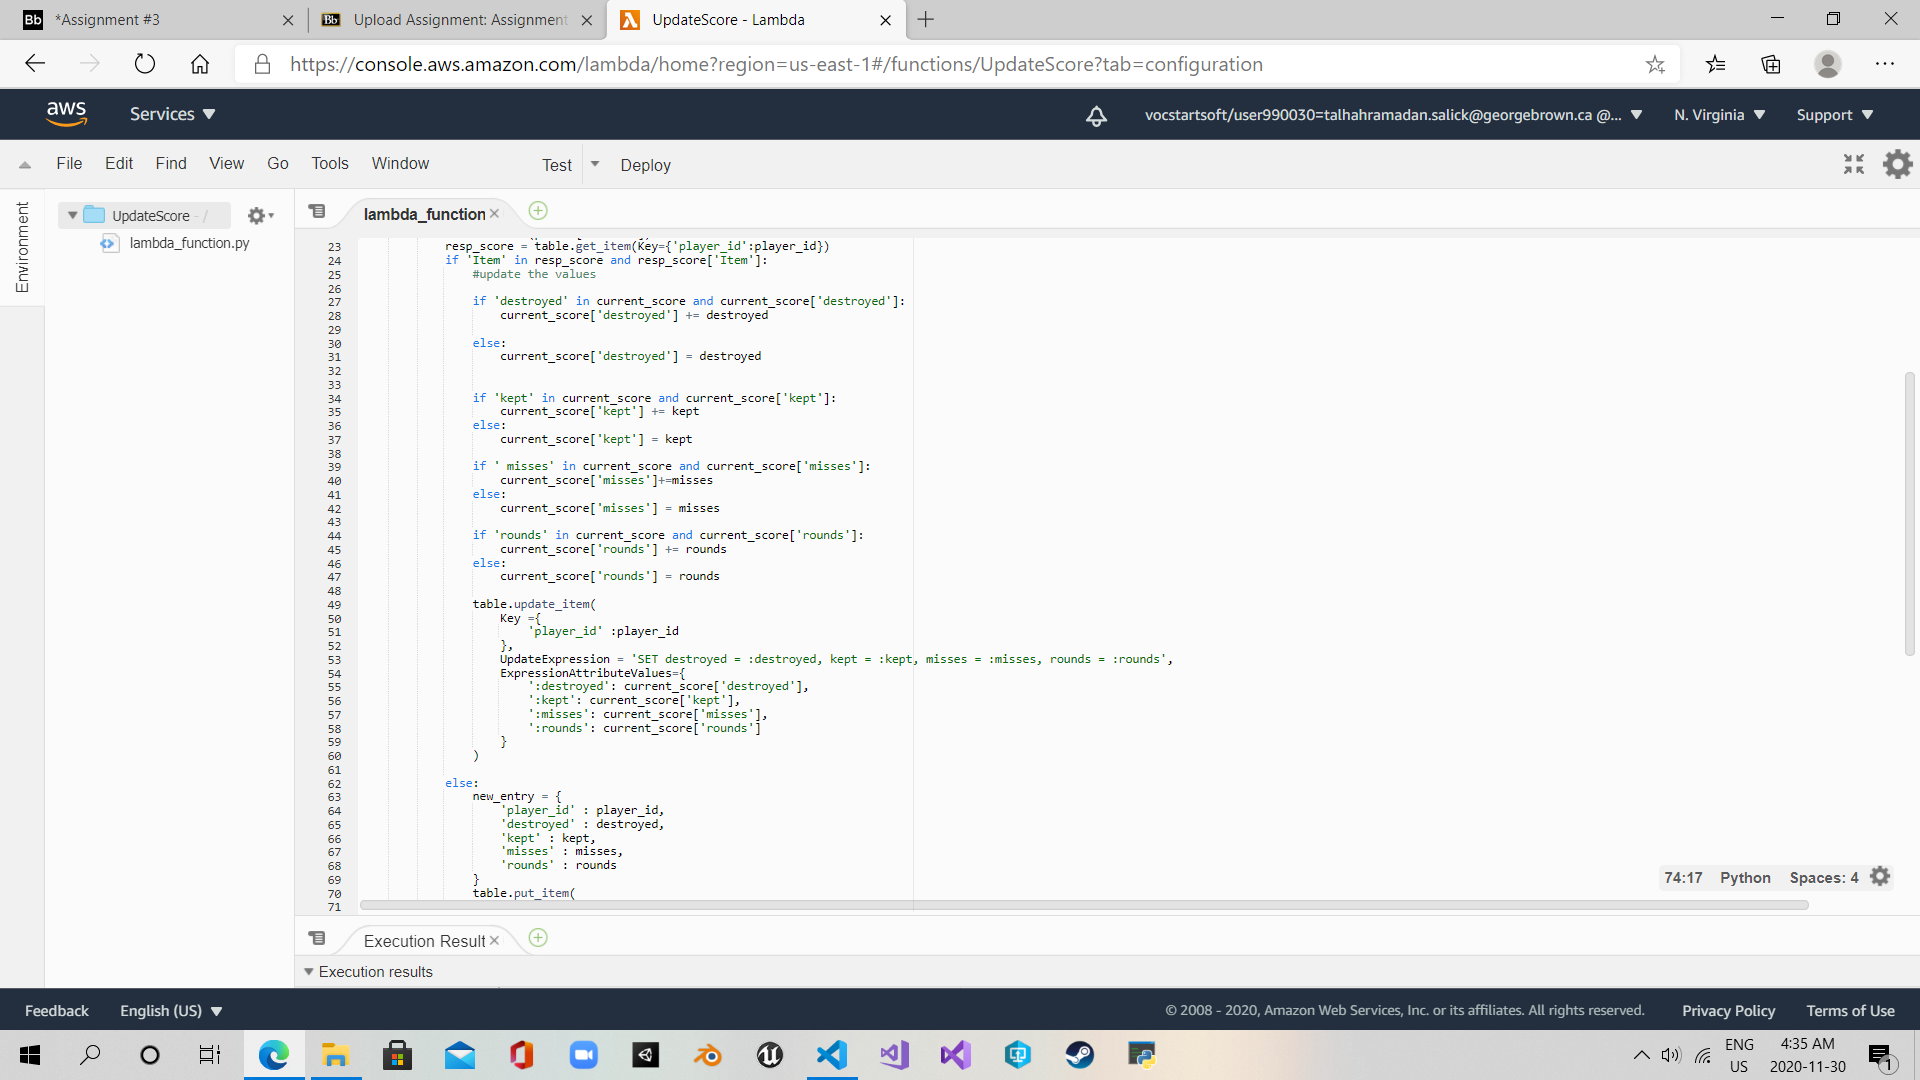 *Assignment #3
Upload Assignment: Assignment
UpdateScore - Lambda
https://console.aws.amazon.com/lambda/home?region=us-east-1#/functions/UpdateScore?tab=configuration
aws
Services
vocstartsoft/user990030=talhahramadan.salick@georgebrown.ca @...
N. Virginia
Support
File Edit Find View Go Tools Window Test Deploy
Environment
UpdateScore - /
lambda_function.py
lambda_function
23 resp_score = table.get_item(Key={'player_id':player_id})
24 if 'Item' in resp_score and resp_score['Item']:
25 #update the values
26
27 if 'destroyed' in current_score and current_score['destroyed']:
28 current_score['destroyed'] += destroyed
29
30 else:
31 current_score['destroyed'] = destroyed
32
33
34 if 'kept' in current_score and current_score['kept']:
35 current_score['kept'] += kept
36 else:
37 current_score['kept'] = kept
38
39 if ' misses' in current_score and current_score['misses']:
40 current_score['misses']+=misses
41 else:
42 current_score['misses'] = misses
43
44 if 'rounds' in current_score and current_score['rounds']:
45 current_score['rounds'] += rounds
46 else:
47 current_score['rounds'] = rounds
48
49 table.update_item(
50 Key ={
51 'player_id' :player_id
52 },
53 UpdateExpression = 'SET destroyed = :destroyed, kept = :kept, misses = :misses, rounds = :rounds',
54 ExpressionAttributeValues={
55 ':destroyed': current_score['destroyed'],
56 ':kept': current_score['kept'],
57 ':misses': current_score['misses'],
58 ':rounds': current_score['rounds']
59 }
60 )
61
62 else:
63 new_entry = {
64 'player_id' : player_id,
65 'destroyed' : destroyed,
66 'kept' : kept,
67 'misses' : misses,
68 'rounds' : rounds
69 }
70 table.put_item(
71
74:17 Python Spaces: 4
Execution Result
Execution results
Feedback
English (US)
© 2008 - 2020, Amazon Web Services, Inc. or its affiliates. All rights reserved.
Privacy Policy
Terms of Use
ENG
US
4:35 AM
2020-11-30
1